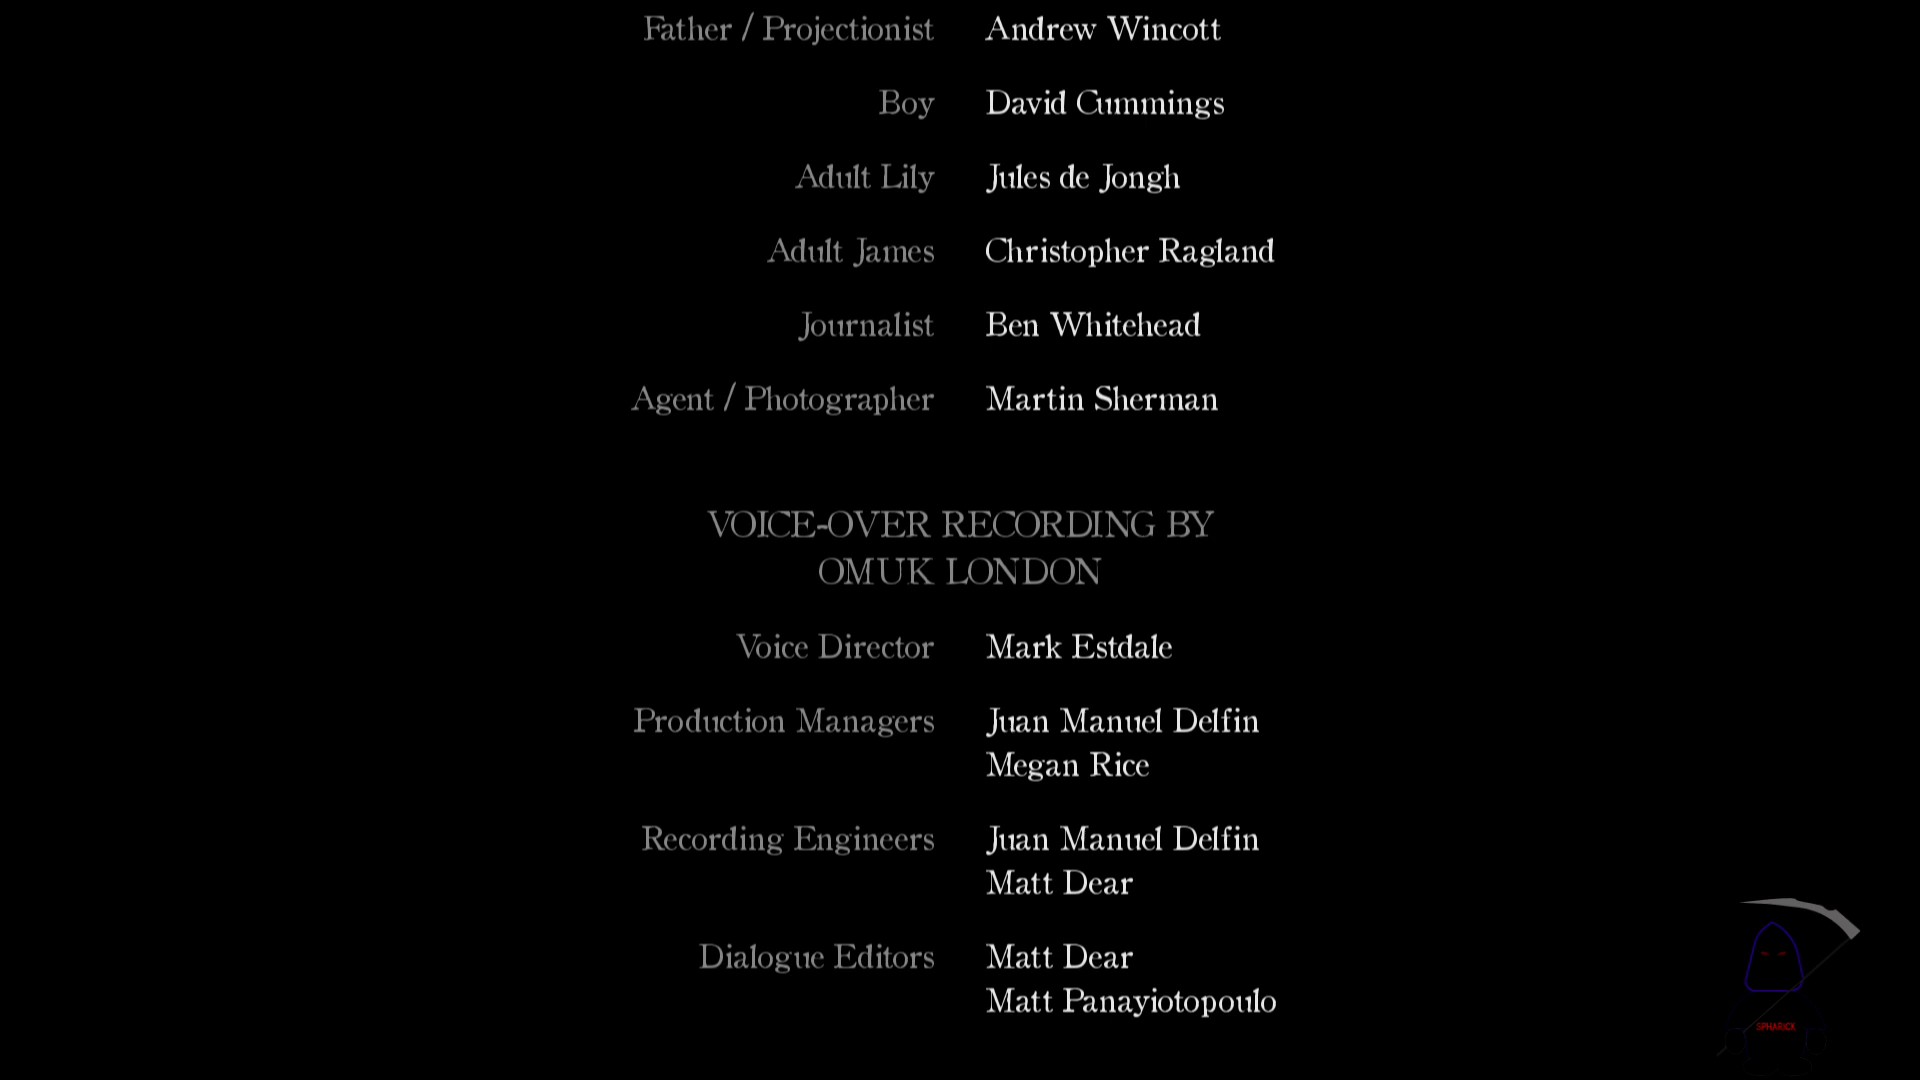 Father / Projectionist Andrew Wincott
Boy David Cummings
Adult Lily Jules de Jongh
Adult James Christopher Ragland
Journalist Ben Whitehead
Agent / Photographer Martin Sherman
VOICE-OVER RECORDING BY
OMUK LONDON
Voice Director Mark Estdale
Production Managers Juan Manuel Delfin
Megan Rice
Recording Engineers Juan Manuel Delfin
Matt Dear
Dialogue Editors Matt Dear
Matt Panayiotopoulo
SPHARICK